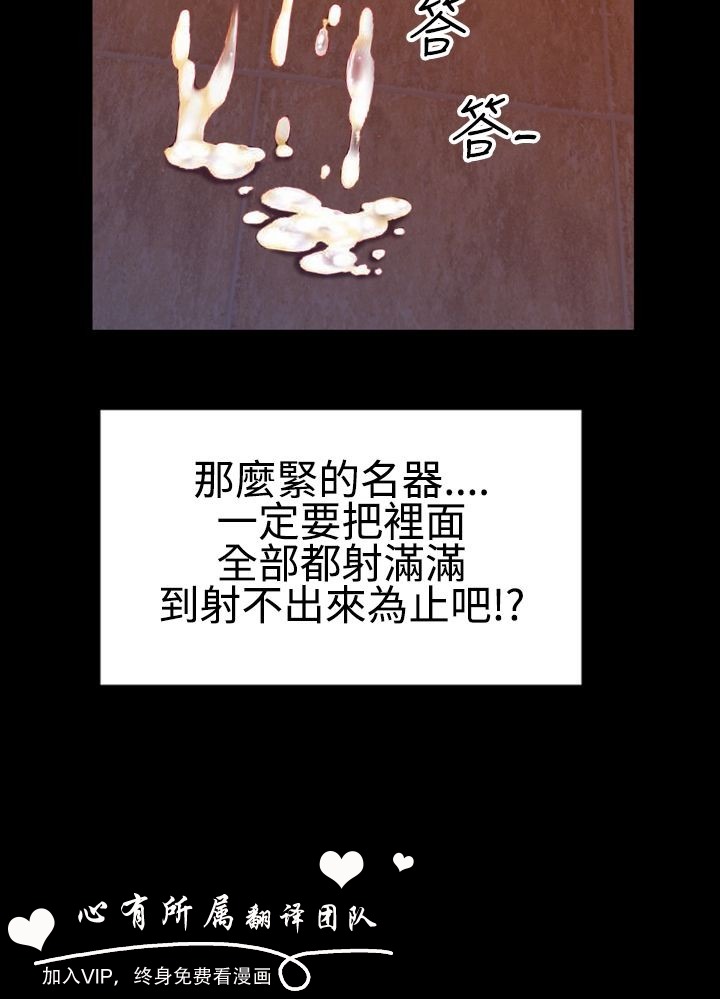 答
答-
那麼緊的名器....
一定要把裡面
全部都射滿滿
到射不出來為止吧!?
心有所属翻译团队
加入VIP，终身免费看漫画